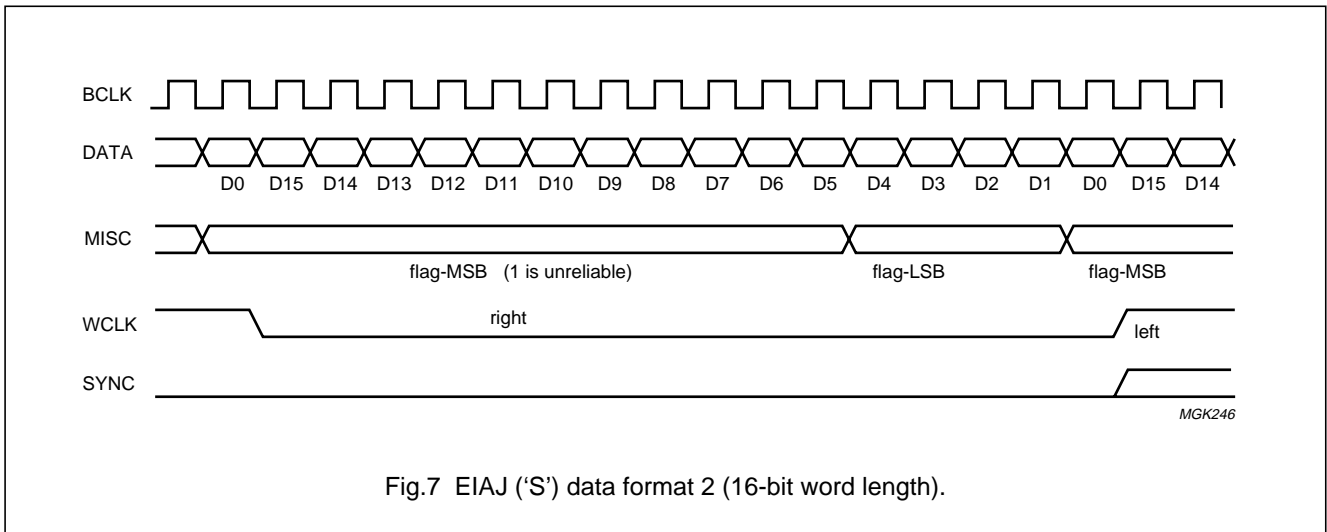 BCLK
DATA
D0 D15 D14 D13 D12 D11 D10 D9 D8 D7 D6 D5 D4 D3 D2 D1 D0 D15 D14
MISC
flag-MSB (1 is unreliable) flag-LSB flag-MSB
WCLK right left
SYNC
MGK246
Fig.7 EIAJ (‘S’) data format 2 (16-bit word length).